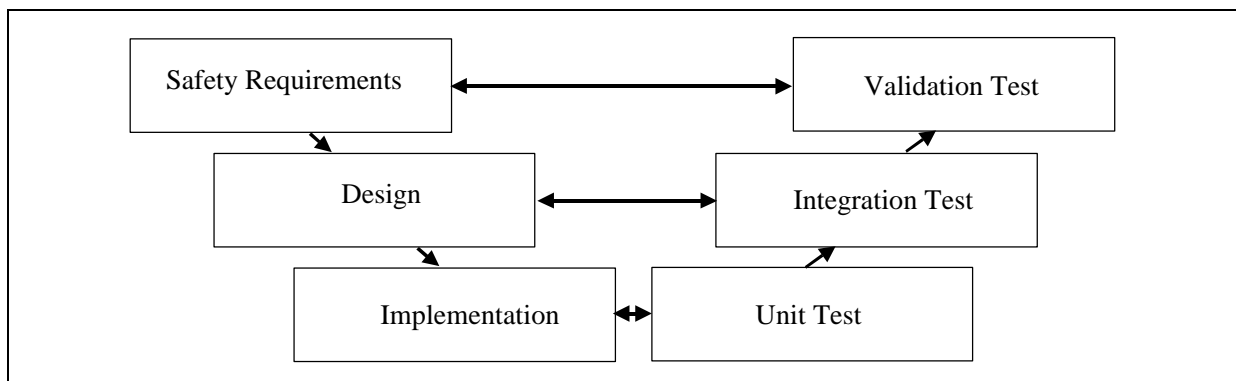 Safety Requirements
Validation Test
Design
Integration Test
Implementation
Unit Test